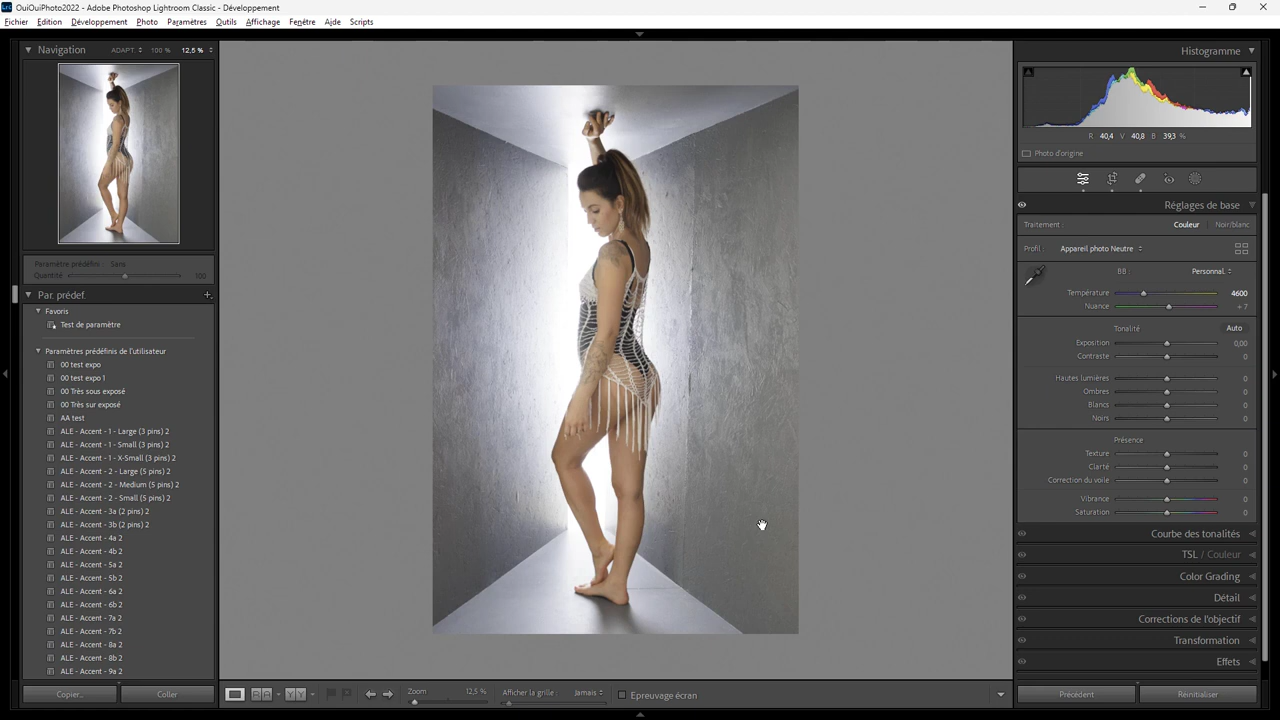 OuiOuiPhoto2022 - Adobe Photoshop Lightroom Classic - Développement
Fichier Edition Développement Photo Paramètres Outils Affichage Fenêtre Aide Scripts
Navigation ADAPT. 100 % 12,5 %
Paramètre prédéfini : Sans
Quantité 100
Par. prédéf. +
Favoris
Test de paramètre
Paramètres prédéfinis de l'utilisateur
00 test expo
00 test expo 1
00 Très sous exposé
00 Très sur exposé
AA test
ALE - Accent - 1 - Large (3 pins) 2
ALE - Accent - 1 - Small (3 pins) 2
ALE - Accent - 1 - X-Small (3 pins) 2
ALE - Accent - 2 - Large (5 pins) 2
ALE - Accent - 2 - Medium (5 pins) 2
ALE - Accent - 2 - Small (5 pins) 2
ALE - Accent - 3a (2 pins) 2
ALE - Accent - 3b (2 pins) 2
ALE - Accent - 4a 2
ALE - Accent - 4b 2
ALE - Accent - 5a 2
ALE - Accent - 5b 2
ALE - Accent - 6a 2
ALE - Accent - 6b 2
ALE - Accent - 7a 2
ALE - Accent - 7b 2
ALE - Accent - 8a 2
ALE - Accent - 8b 2
ALE - Accent - 9a 2
Copier... Coller
Zoom 12,5 % Afficher la grille : Jamais Epreuvage écran
Histogramme
R 40,4 V 40,8 B 39,3 %
Photo d'origine
Réglages de base
Traitement : Couleur Noir/blanc
Profil : Appareil photo Neutre
BB : Personnal.
Température 4600
Nuance + 7
Tonalité Auto
Exposition 0,00
Contraste 0
Hautes lumières 0
Ombres 0
Blancs 0
Noirs 0
Présence
Texture 0
Clarté 0
Correction du voile 0
Vibrance 0
Saturation 0
Courbe des tonalités
TSL / Couleur
Color Grading
Détail
Corrections de l'objectif
Transformation
Effets
Précédent Réinitialiser